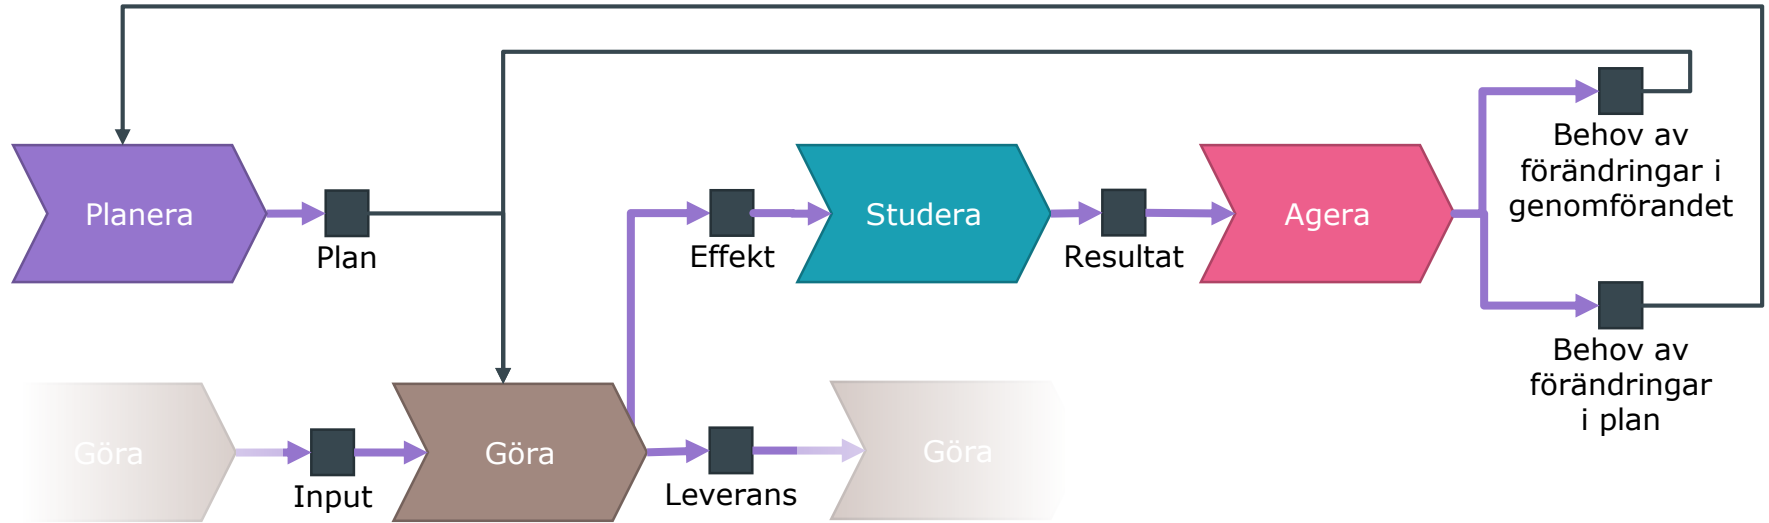 Planera
Plan
Effekt
Studera
Resultat
Agera
Behov av
förändringar i
genomförandet
Behov av
förändringar
i plan
Göra
Input
Göra
Leverans
Göra